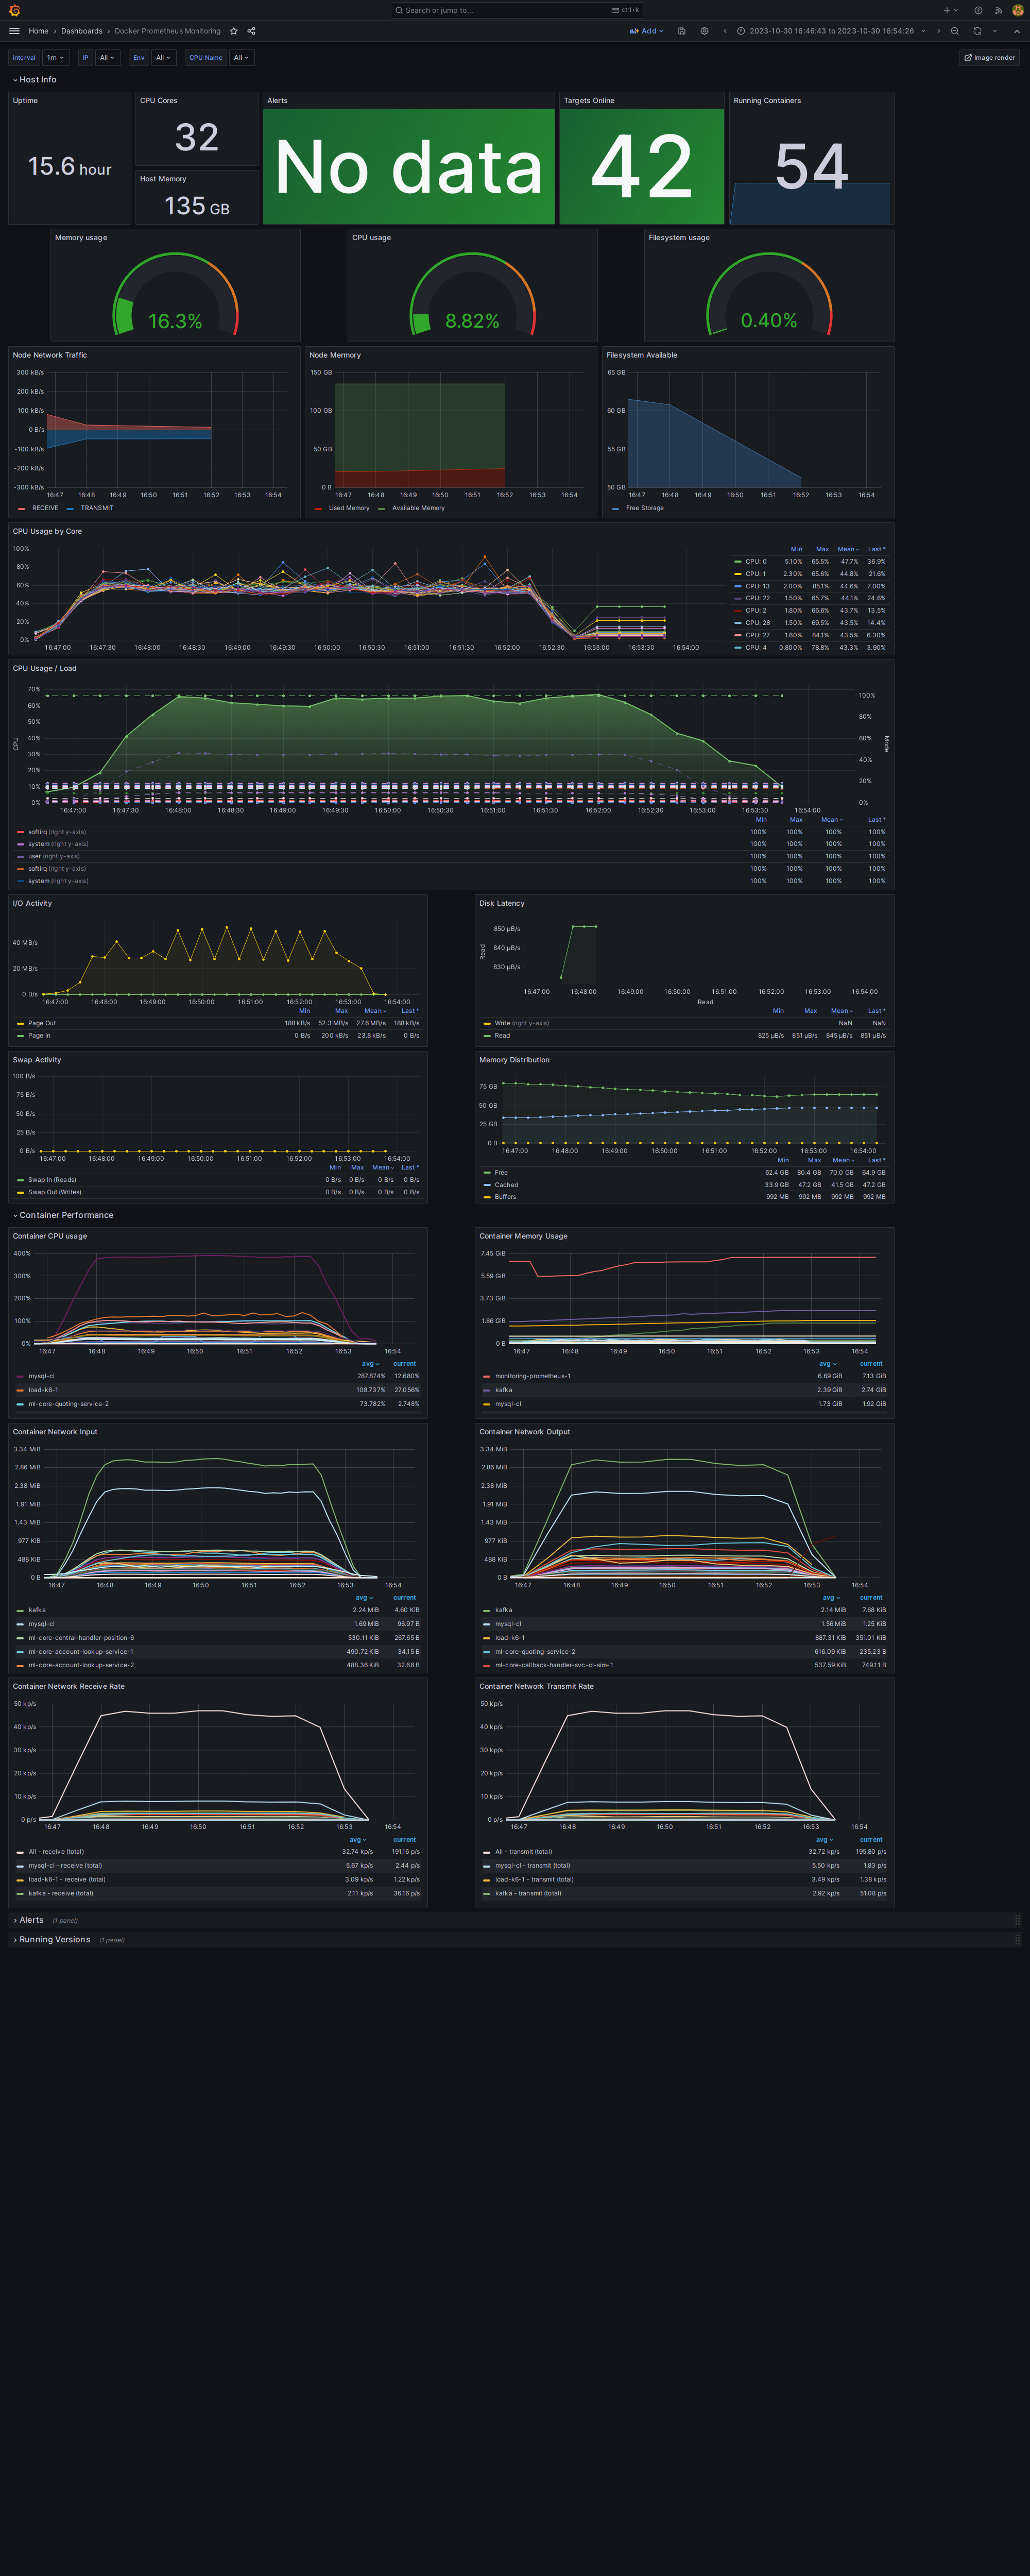 Search or jump to... ctrl+k
Home > Dashboards > Docker Prometheus Monitoring
Add
2023-10-30 16:46:43 to 2023-10-30 16:54:26
Interval 1m IP All Env All CPU Name All Image render
Host Info
Uptime
15.6 hour
CPU Cores
32
Host Memory
135 GB
Alerts
No data
Targets Online
42
Running Containers
54
Memory usage
16.3%
CPU usage
8.82%
Filesystem usage
0.40%
Node Network Traffic
300 kB/s
200 kB/s
100 kB/s
0 B/s
-100 kB/s
-200 kB/s
-300 kB/s
16:47 16:48 16:49 16:50 16:51 16:52 16:53 16:54
RECEIVE TRANSMIT
Node Mermory
150 GB
100 GB
50 GB
0 B
16:47 16:48 16:49 16:50 16:51 16:52 16:53 16:54
Used Memory Available Memory
Filesystem Available
65 GB
60 GB
55 GB
50 GB
16:47 16:48 16:49 16:50 16:51 16:52 16:53 16:54
Free Storage
CPU Usage by Core
100%
80%
60%
40%
20%
0%
16:47:00 16:47:30 16:48:00 16:48:30 16:49:00 16:49:30 16:50:00 16:50:30 16:51:00 16:51:30 16:52:00 16:52:30 16:53:00 16:53:30 16:54:00
Min Max Mean Last *
CPU: 0 5.10% 65.5% 47.7% 36.9%
CPU: 1 2.30% 65.6% 44.8% 21.6%
CPU: 13 2.00% 85.1% 44.6% 7.00%
CPU: 22 1.50% 65.7% 44.1% 24.6%
CPU: 2 1.80% 66.6% 43.7% 13.5%
CPU: 28 1.50% 69.5% 43.5% 14.4%
CPU: 27 1.60% 84.1% 43.5% 6.30%
CPU: 4 0.800% 78.8% 43.3% 3.90%
CPU Usage / Load
70%
60%
50%
40%
30%
20%
10%
0%
CPU
100%
80%
60%
40%
20%
0%
Mode
16:47:00 16:47:30 16:48:00 16:48:30 16:49:00 16:49:30 16:50:00 16:50:30 16:51:00 16:51:30 16:52:00 16:52:30 16:53:00 16:53:30 16:54:00
Min Max Mean Last *
softirq (right y-axis) 100% 100% 100% 100%
system (right y-axis) 100% 100% 100% 100%
user (right y-axis) 100% 100% 100% 100%
softirq (right y-axis) 100% 100% 100% 100%
system (right y-axis) 100% 100% 100% 100%
I/O Activity
40 MB/s
20 MB/s
0 B/s
16:47:00 16:48:00 16:49:00 16:50:00 16:51:00 16:52:00 16:53:00 16:54:00
Min Max Mean Last *
Page Out 188 kB/s 52.3 MB/s 27.6 MB/s 188 kB/s
Page In 0 B/s 200 kB/s 23.8 kB/s 0 B/s
Disk Latency
850 µB/s
840 µB/s
830 µB/s
Read
16:47:00 16:48:00 16:49:00 16:50:00 16:51:00 16:52:00 16:53:00 16:54:00
Read
Min Max Mean Last *
Write (right y-axis) NaN NaN
Read 825 µB/s 851 µB/s 845 µB/s 851 µB/s
Swap Activity
100 B/s
75 B/s
50 B/s
25 B/s
0 B/s
16:47:00 16:48:00 16:49:00 16:50:00 16:51:00 16:52:00 16:53:00 16:54:00
Min Max Mean Last *
Swap In (Reads) 0 B/s 0 B/s 0 B/s 0 B/s
Swap Out (Writes) 0 B/s 0 B/s 0 B/s 0 B/s
Memory Distribution
75 GB
50 GB
25 GB
0 B
16:47:00 16:48:00 16:49:00 16:50:00 16:51:00 16:52:00 16:53:00 16:54:00
Min Max Mean Last *
Free 62.4 GB 80.4 GB 70.0 GB 64.9 GB
Cached 33.9 GB 47.2 GB 41.5 GB 47.2 GB
Buffers 992 MB 992 MB 992 MB 992 MB
Container Performance
Container CPU usage
400%
300%
200%
100%
0%
16:47 16:48 16:49 16:50 16:51 16:52 16:53 16:54
avg current
mysql-cl 287.874% 12.680%
load-k6-1 108.737% 27.056%
ml-core-quoting-service-2 73.782% 2.748%
Container Memory Usage
7.45 GiB
5.59 GiB
3.73 GiB
1.86 GiB
0 B
16:47 16:48 16:49 16:50 16:51 16:52 16:53 16:54
avg current
monitoring-prometheus-1 6.69 GiB 7.13 GiB
kafka 2.39 GiB 2.74 GiB
mysql-cl 1.73 GiB 1.92 GiB
Container Network Input
3.34 MiB
2.86 MiB
2.38 MiB
1.91 MiB
1.43 MiB
977 KiB
488 KiB
0 B
16:47 16:48 16:49 16:50 16:51 16:52 16:53 16:54
avg current
kafka 2.24 MiB 4.60 KiB
mysql-cl 1.69 MiB 96.97 B
ml-core-central-handler-position-6 530.11 KiB 267.65 B
ml-core-account-lookup-service-1 490.72 KiB 34.15 B
ml-core-account-lookup-service-2 488.36 KiB 32.68 B
Container Network Output
3.34 MiB
2.86 MiB
2.38 MiB
1.91 MiB
1.43 MiB
977 KiB
488 KiB
0 B
16:47 16:48 16:49 16:50 16:51 16:52 16:53 16:54
avg current
kafka 2.14 MiB 7.68 KiB
mysql-cl 1.56 MiB 1.25 KiB
load-k6-1 887.31 KiB 351.01 KiB
ml-core-quoting-service-2 616.09 KiB 235.23 B
ml-core-callback-handler-svc-cl-sim-1 537.59 KiB 749.11 B
Container Network Receive Rate
50 kp/s
40 kp/s
30 kp/s
20 kp/s
10 kp/s
0 p/s
16:47 16:48 16:49 16:50 16:51 16:52 16:53 16:54
avg current
All - receive (total) 32.74 kp/s 191.16 p/s
mysql-cl - receive (total) 5.67 kp/s 2.44 p/s
load-k6-1 - receive (total) 3.09 kp/s 1.22 kp/s
kafka - receive (total) 2.11 kp/s 36.16 p/s
Container Network Transmit Rate
50 kp/s
40 kp/s
30 kp/s
20 kp/s
10 kp/s
0 p/s
16:47 16:48 16:49 16:50 16:51 16:52 16:53 16:54
avg current
All - transmit (total) 32.72 kp/s 195.80 p/s
mysql-cl - transmit (total) 5.50 kp/s 1.83 p/s
load-k6-1 - transmit (total) 3.49 kp/s 1.38 kp/s
kafka - transmit (total) 2.92 kp/s 51.08 p/s
Alerts (1 panel)
Running Versions (1 panel)